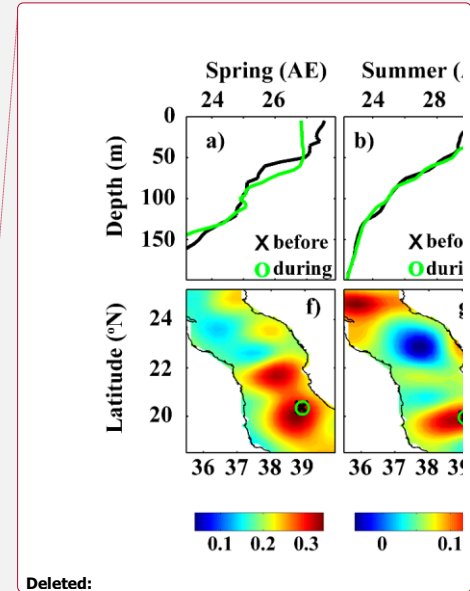 Spring (AE) Summer (
24 26 24 28
0
50
100
150
Depth (m)
a) b)
X before X befo
O during O duri
24
22
20
Latitude (°N)
f) g
36 37 38 39 36 37 38 39
0.1 0.2 0.3 0 0.1
Deleted: